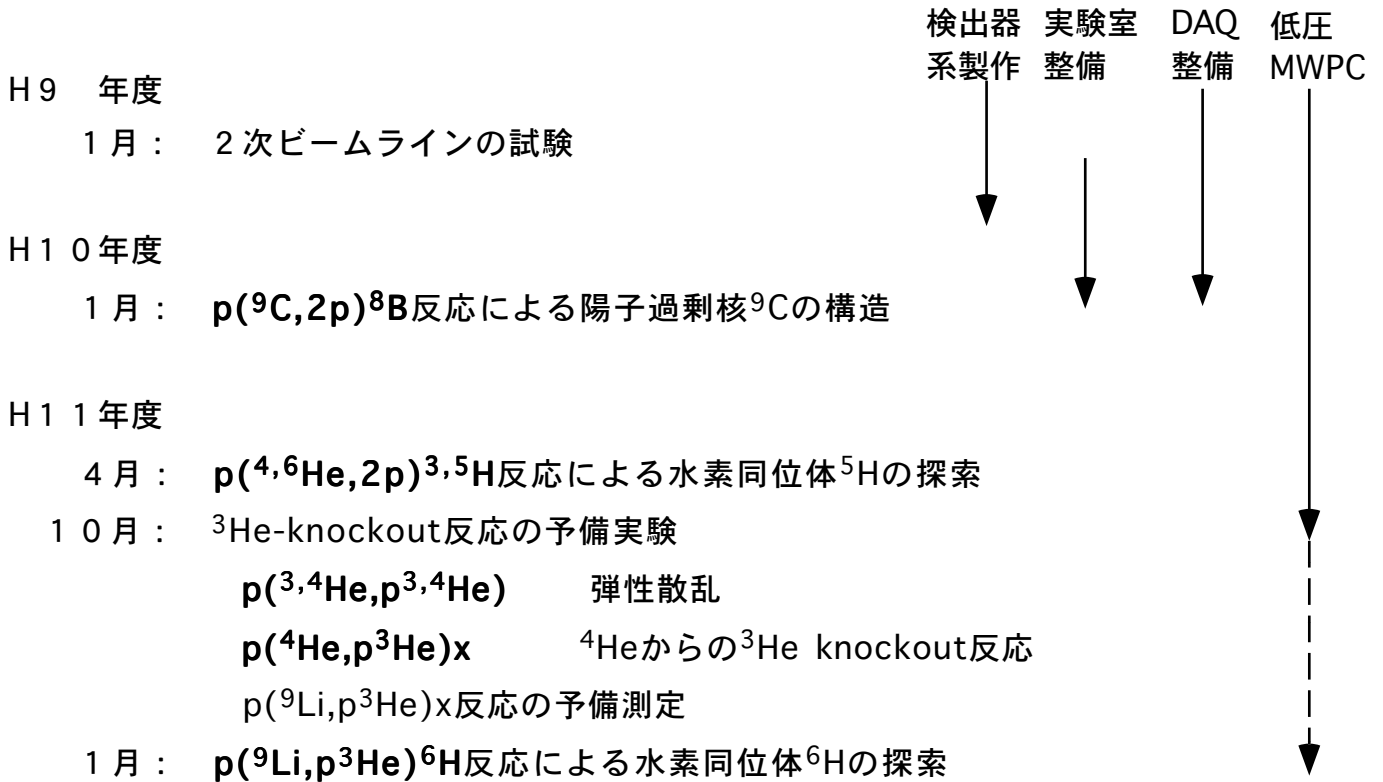 検出器 実験室 DAQ 低圧
系製作 整備 整備 MWPC
H9 年度
1月： 2次ビームラインの試験
H10年度
1月： p(⁹C,2p)⁸B反応による陽子過剰核⁹Cの構造
H11年度
4月： p(⁴,⁶He,2p)³,⁵H反応による水素同位体⁵Hの探索
10月： ³He-knockout反応の予備実験
p(³,⁴He,p³,⁴He) 弾性散乱
p(⁴He,p³He)x ⁴Heからの³He knockout反応
p(⁹Li,p³He)x反応の予備測定
1月： p(⁹Li,p³He)⁶H反応による水素同位体⁶Hの探索